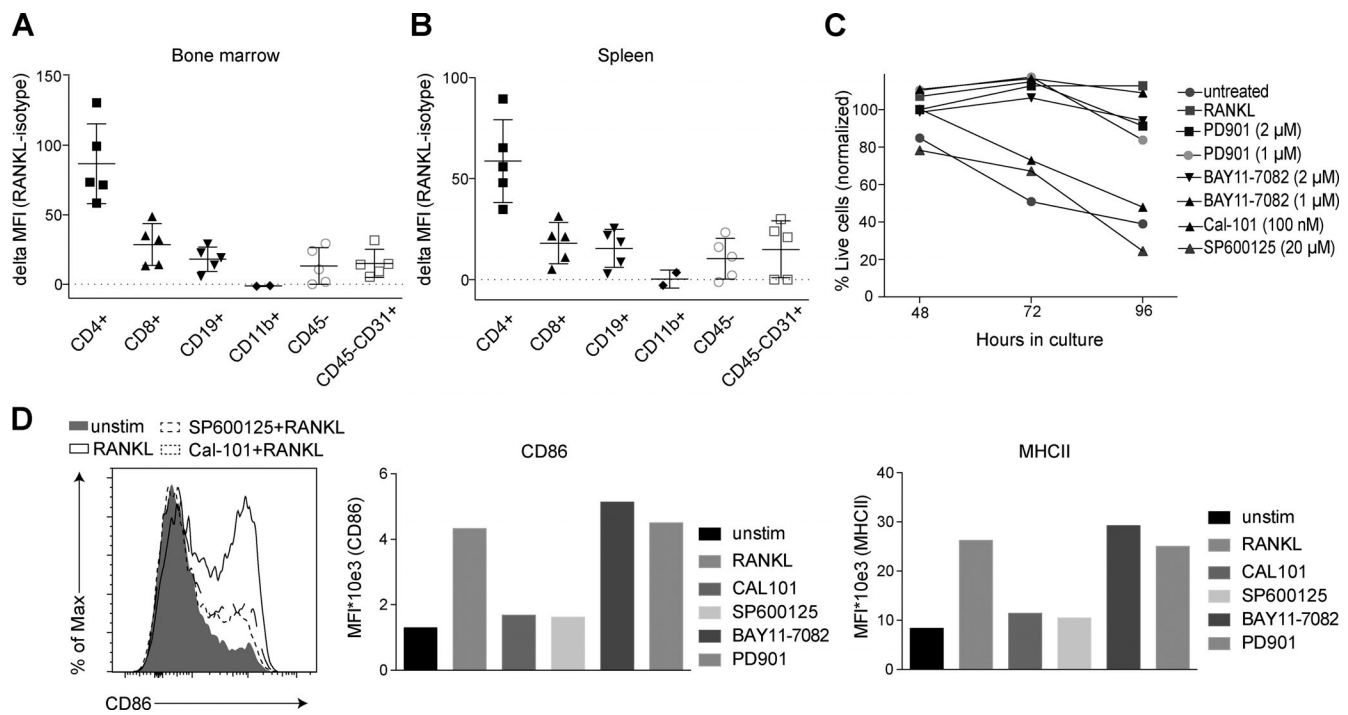 A
Bone marrow
delta MFI (RANKL-isotype)
150
100
50
0
CD4+
CD8+
CD19+
CD11b+
CD45-
CD45-CD31+
B
Spleen
delta MFI (RANKL-isotype)
100
50
0
CD4+
CD8+
CD19+
CD11b+
CD45-
CD45-CD31+
C
% Live cells (normalized)
100
80
60
40
20
0
48
72
96
Hours in culture
untreated
RANKL
PD901 (2 µM)
PD901 (1 µM)
BAY11-7082 (2 µM)
BAY11-7082 (1 µM)
Cal-101 (100 nM)
SP600125 (20 µM)
D
unstim
SP600125+RANKL
RANKL
Cal-101+RANKL
% of Max
CD86
CD86
MFI*10e3 (CD86)
6
4
2
0
unstim
RANKL
CAL101
SP600125
BAY11-7082
PD901
MHCII
MFI*10e3 (MHCII)
40
30
20
10
0
unstim
RANKL
CAL101
SP600125
BAY11-7082
PD901